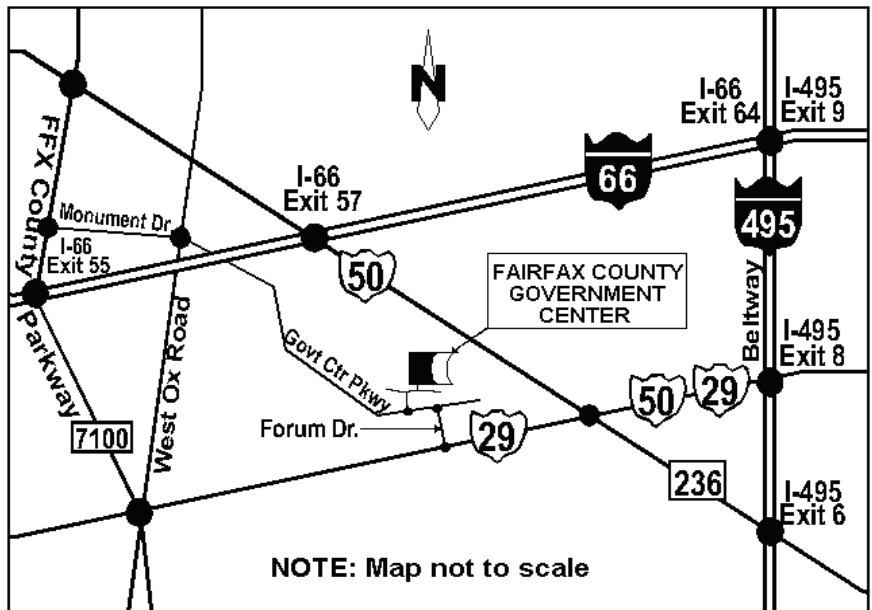 N
I-66
Exit 64
I-495
Exit 9
FFX County
Parkway
I-66
Exit 57
66
495
Monument Dr.
I-66
Exit 55
50
FAIRFAX COUNTY
GOVERNMENT
CENTER
Beltway
West Ox Road
Govt Ctr Pkwy
I-495
Exit 8
50
29
7100
Forum Dr.
29
236
I-495
Exit 6
NOTE: Map not to scale